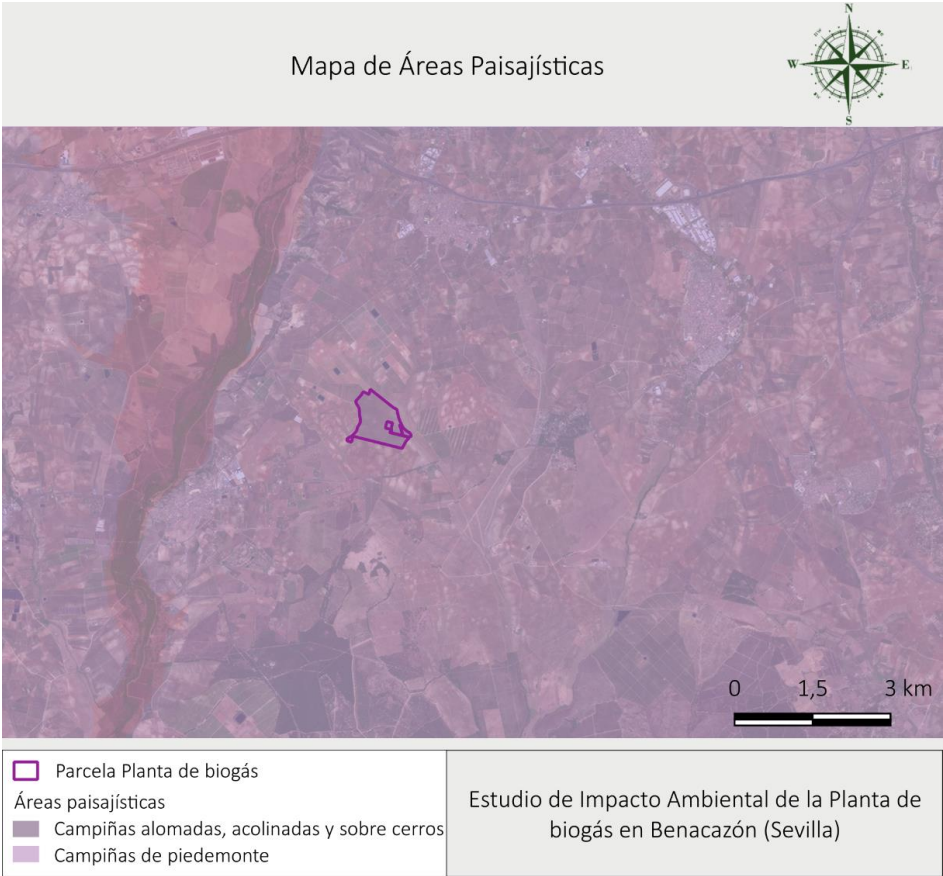 Mapa de Áreas Paisajísticas
N
W
E
S
0 1,5 3 km
Parcela Planta de biogás
Áreas paisajísticas
Campiñas alomadas, acolinadas y sobre cerros
Campiñas de piedemonte
Estudio de Impacto Ambiental de la Planta de
biogás en Benacazón (Sevilla)